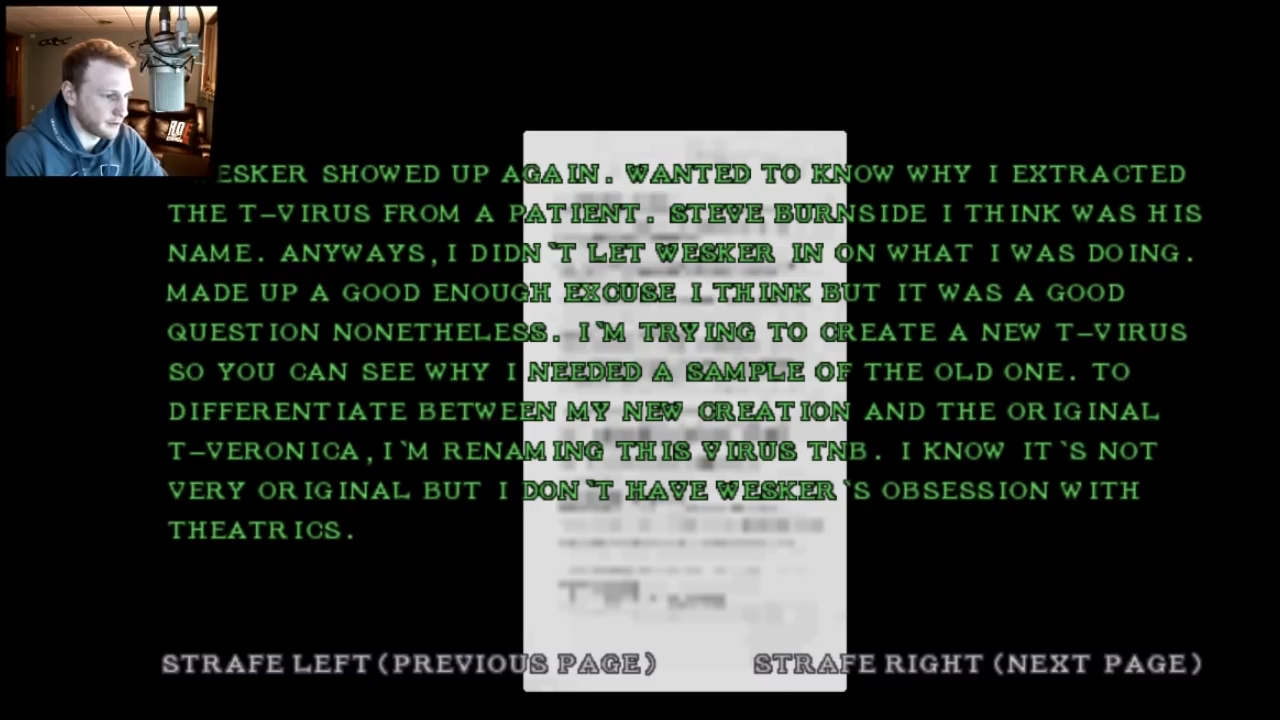 ESKER SHOWED UP AGAIN. WANTED TO KNOW WHY I EXTRACTED
THE T-VIRUS FROM A PATIENT. STEVE BURNSIDE I THINK WAS HIS
NAME. ANYWAYS, I DIDN`T LET WESKER IN ON WHAT I WAS DOING.
MADE UP A GOOD ENOUGH EXCUSE I THINK BUT IT WAS A GOOD
QUESTION NONETHELESS. I`M TRYING TO CREATE A NEW T-VIRUS
SO YOU CAN SEE WHY I NEEDED A SAMPLE OF THE OLD ONE. TO
DIFFERENTIATE BETWEEN MY NEW CREATION AND THE ORIGINAL
T-VERONICA, I`M RENAMING THIS VIRUS TNB. I KNOW IT`S NOT
VERY ORIGINAL BUT I DON`T HAVE WESKER`S OBSESSION WITH
THEATRICS.
STRAFE LEFT (PREVIOUS PAGE) STRAFE RIGHT (NEXT PAGE)